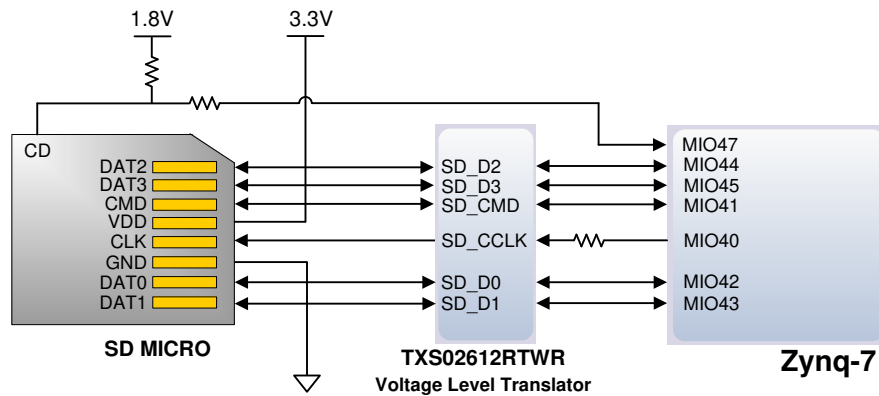 1.8V 3.3V
CD
MIO47
DAT2 SD_D2 MIO44
DAT3 SD_D3 MIO45
CMD SD_CMD MIO41
VDD
CLK SD_CCLK MIO40
GND
DAT0 SD_D0 MIO42
DAT1 SD_D1 MIO43
SD MICRO
TXS02612RTWR
Voltage Level Translator
Zynq-7